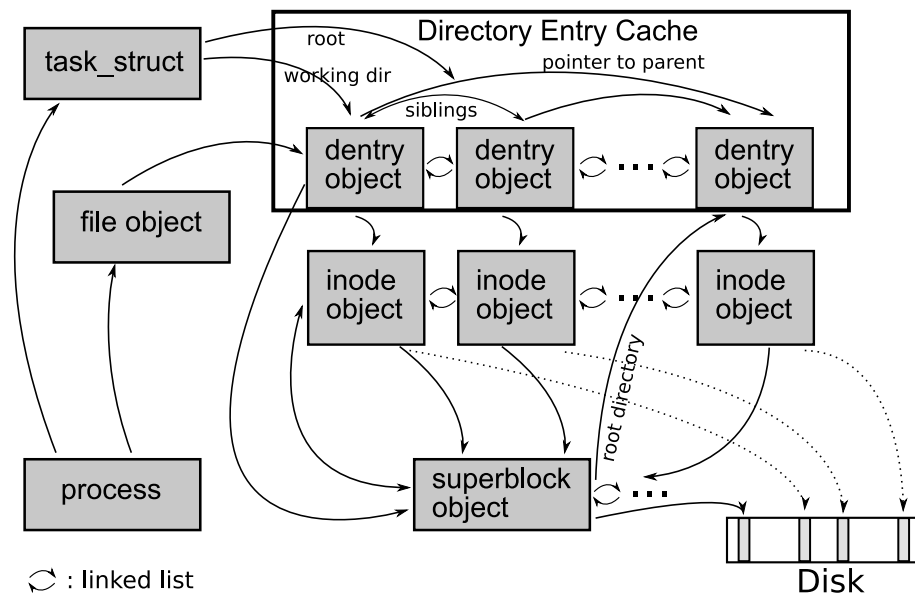 Directory Entry Cache
root
task_struct
pointer to parent
working dir
siblings
dentry
object
dentry
object
dentry
object
file object
inode
object
inode
object
inode
object
root directory
process
superblock
object
: linked list
Disk